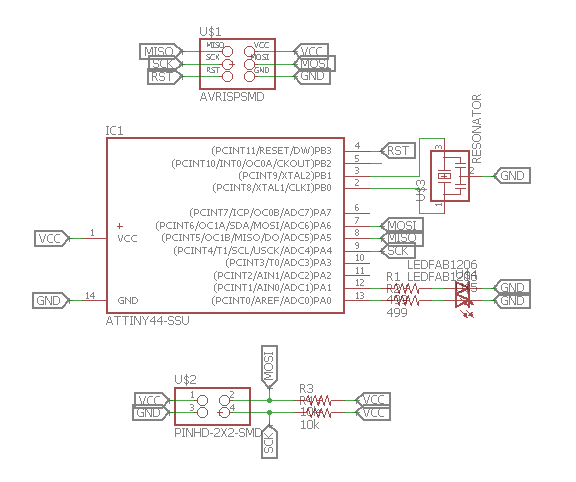 U$1
MISO MISO VCC VCC
SCK SCK MOSI MOSI
RST RST GND GND
AVRISPSMD
RESONATOR
IC1
(PCINT11/RESET/DW)PB3 4 RST
(PCINT10/INT0/OC0A/CKOUT)PB2 5
(PCINT9/XTAL2)PB1 3
(PCINT8/XTAL1/CLKI)PB0 2
3 2 1 U$3 GND
(PCINT7/ICP/OC0B/ADC7)PA7 6
(PCINT6/OC1A/SDA/MOSI/ADC6)PA6 7 MOSI
(PCINT5/OC1B/MISO/DO/ADC5)PA5 8 MISO
(PCINT4/T1/SCL/USCK/ADC4)PA4 9 SCK
(PCINT3/T0/ADC3)PA3 10
(PCINT2/AIN1/ADC2)PA2 11
(PCINT1/AIN0/ADC1)PA1 12
(PCINT0/AREF/ADC0)PA0 13
VCC 1 VCC
GND 14 GND
ATTINY44-SSU
LEDFAB1206
LEDFAB1206
R1
499
GND
GND
MOSI
U$2
VCC 1 2
GND 3 4
PINHD-2X2-SMD
SCK
R3
VCC
VCC
10k